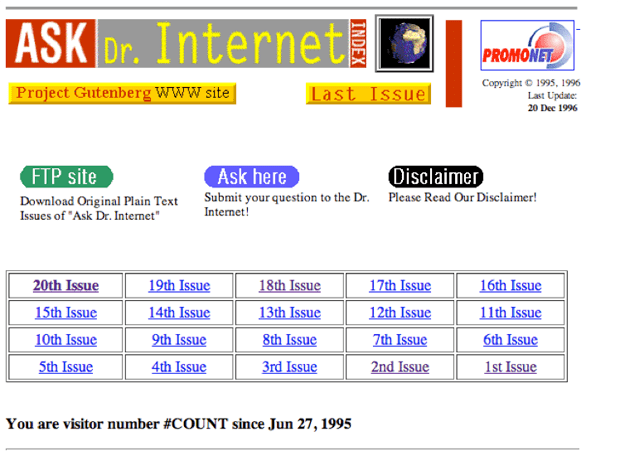 ASK Dr. Internet INDEX
PROMONET
Project Gutenberg WWW site
Last Issue
Copyright © 1995, 1996
Last Update:
20 Dec 1996
FTP site
Download Original Plain Text
Issues of "Ask Dr. Internet"
Ask here
Submit your question to the Dr.
Internet!
Disclaimer
Please Read Our Disclaimer!
20th Issue 19th Issue 18th Issue 17th Issue 16th Issue
15th Issue 14th Issue 13th Issue 12th Issue 11th Issue
10th Issue 9th Issue 8th Issue 7th Issue 6th Issue
5th Issue 4th Issue 3rd Issue 2nd Issue 1st Issue
You are visitor number #COUNT since Jun 27, 1995